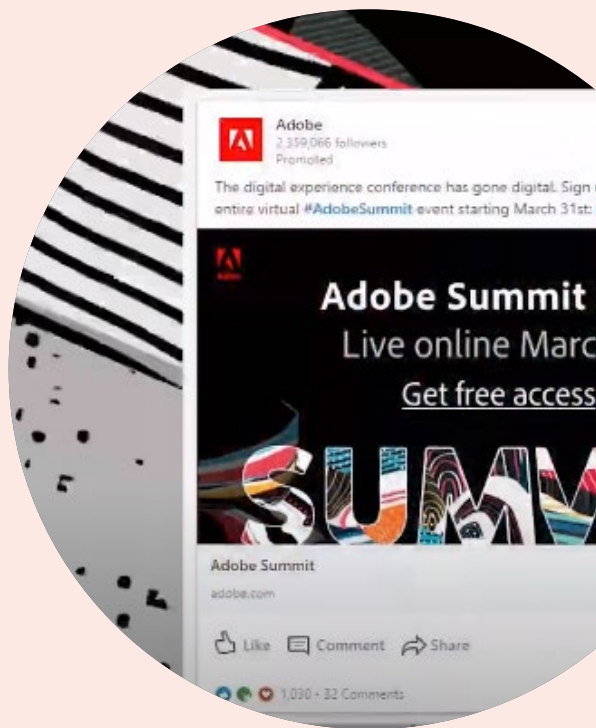 Adobe
2,359,066 followers
Promoted
The digital experience conference has gone digital. Sign
entire virtual #AdobeSummit event starting March 31st:
Adobe
Adobe Summit
Live online Marc
Get free access
SUMM
Adobe Summit
adobe.com
Like Comment Share
1,030 • 32 Comments